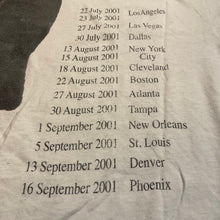 22 July 2001 Los Angeles
23 July 2001
27 July 2001 Las Vegas
30 July 2001 Dallas
13 August 2001 New York
15 August 2001 City
18 August 2001 Cleveland
22 August 2001 Boston
27 August 2001 Atlanta
30 August 2001 Tampa
1 September 2001 New Orleans
5 September 2001 St. Louis
13 September 2001 Denver
16 September 2001 Phoenix